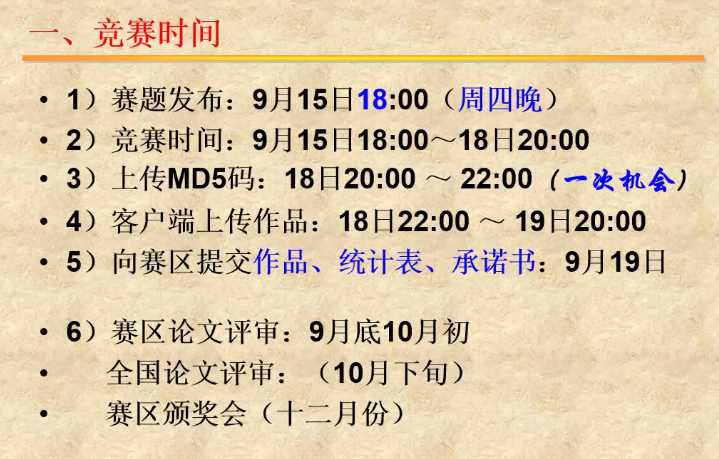 一、竞赛时间
• 1）赛题发布：9月15日18:00（周四晚）
• 2）竞赛时间：9月15日18:00～18日20:00
• 3）上传MD5码：18日20:00 ～ 22:00（一次机会）
• 4）客户端上传作品：18日22:00 ～ 19日20:00
• 5）向赛区提交作品、统计表、承诺书：9月19日
• 6）赛区论文评审：9月底10月初
• 全国论文评审：（10月下旬）
• 赛区颁奖会（十二月份）